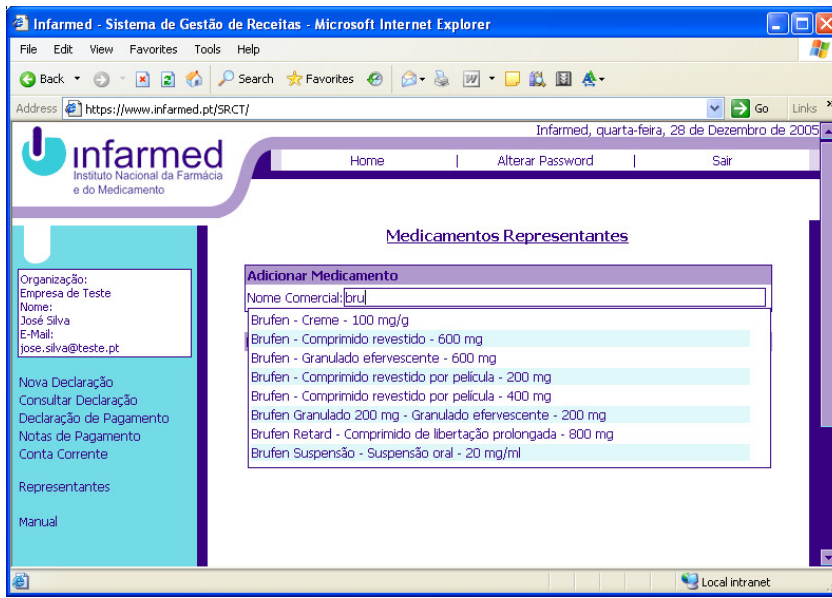 Infarmed - Sistema de Gestão de Receitas - Microsoft Internet Explorer
File Edit View Favorites Tools Help
Back Search Favorites
Address https://www.infarmed.pt/SRCT/ Go Links »
Infarmed, quarta-feira, 28 de Dezembro de 2005
infarmed
Instituto Nacional da Farmácia
e do Medicamento
Home | Alterar Password | Sair
Medicamentos Representantes
Organização:
Empresa de Teste
Nome:
José Silva
E-Mail:
jose.silva@teste.pt
Nova Declaração
Consultar Declaração
Declaração de Pagamento
Notas de Pagamento
Conta Corrente
Representantes
Manual
Adicionar Medicamento
Nome Comercial: bru
Brufen - Creme - 100 mg/g
Brufen - Comprimido revestido - 600 mg
Brufen - Granulado efervescente - 600 mg
Brufen - Comprimido revestido por película - 200 mg
Brufen - Comprimido revestido por película - 400 mg
Brufen Granulado 200 mg - Granulado efervescente - 200 mg
Brufen Retard - Comprimido de libertação prolongada - 800 mg
Brufen Suspensão - Suspensão oral - 20 mg/ml
Local intranet